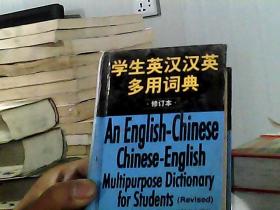 学生英汉汉英
多用词典
·修订本·
An English-Chinese
Chinese-English
Multipurpose Dictionary
for Students (Revised)